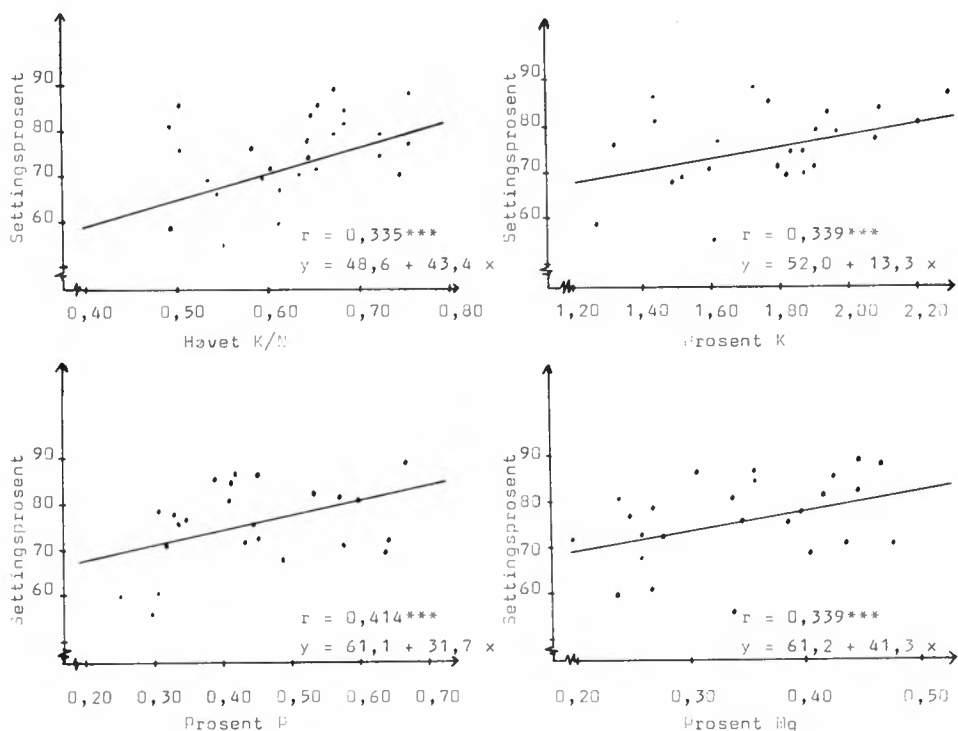 Settingsprosent
90
80
70
60
r = 0,335***
y = 48,6 + 43,4 x
0,40 0,50 0,60 0,70 0,80
Høvet K/N
Settingsprosent
90
80
70
60
r = 0,339***
y = 52,0 + 13,3 x
1,20 1,40 1,60 1,80 2,00 2,20
Prosent K
Settingsprosent
90
80
70
60
r = 0,414***
y = 61,1 + 31,7 x
0,20 0,30 0,40 0,50 0,60 0,70
Prosent P
Settingsprosent
90
80
70
60
r = 0,339***
y = 61,2 + 41,3 x
0,20 0,30 0,40 0,50
Prosent Mg